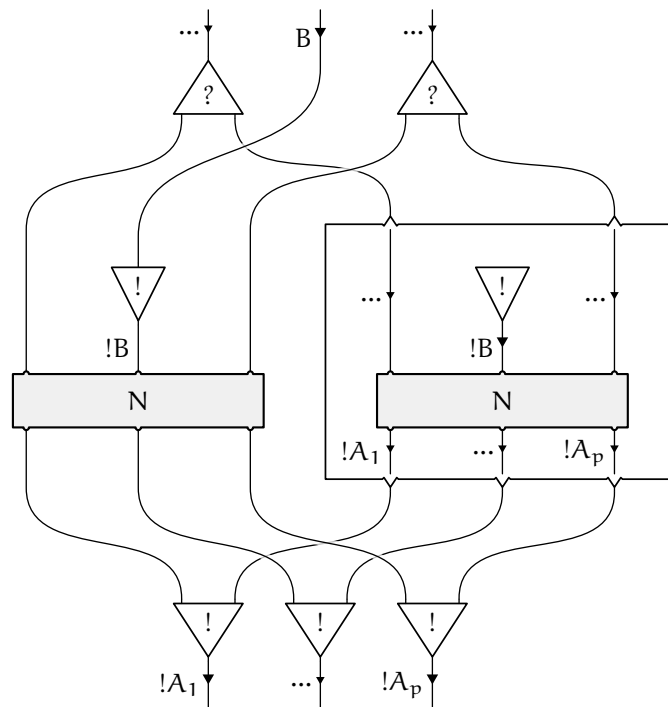 ... B ...
? ?
! ... ! ...
!B !B
N N
!A₁ ... !Aₚ
! ! !
!A₁ ... !Aₚ